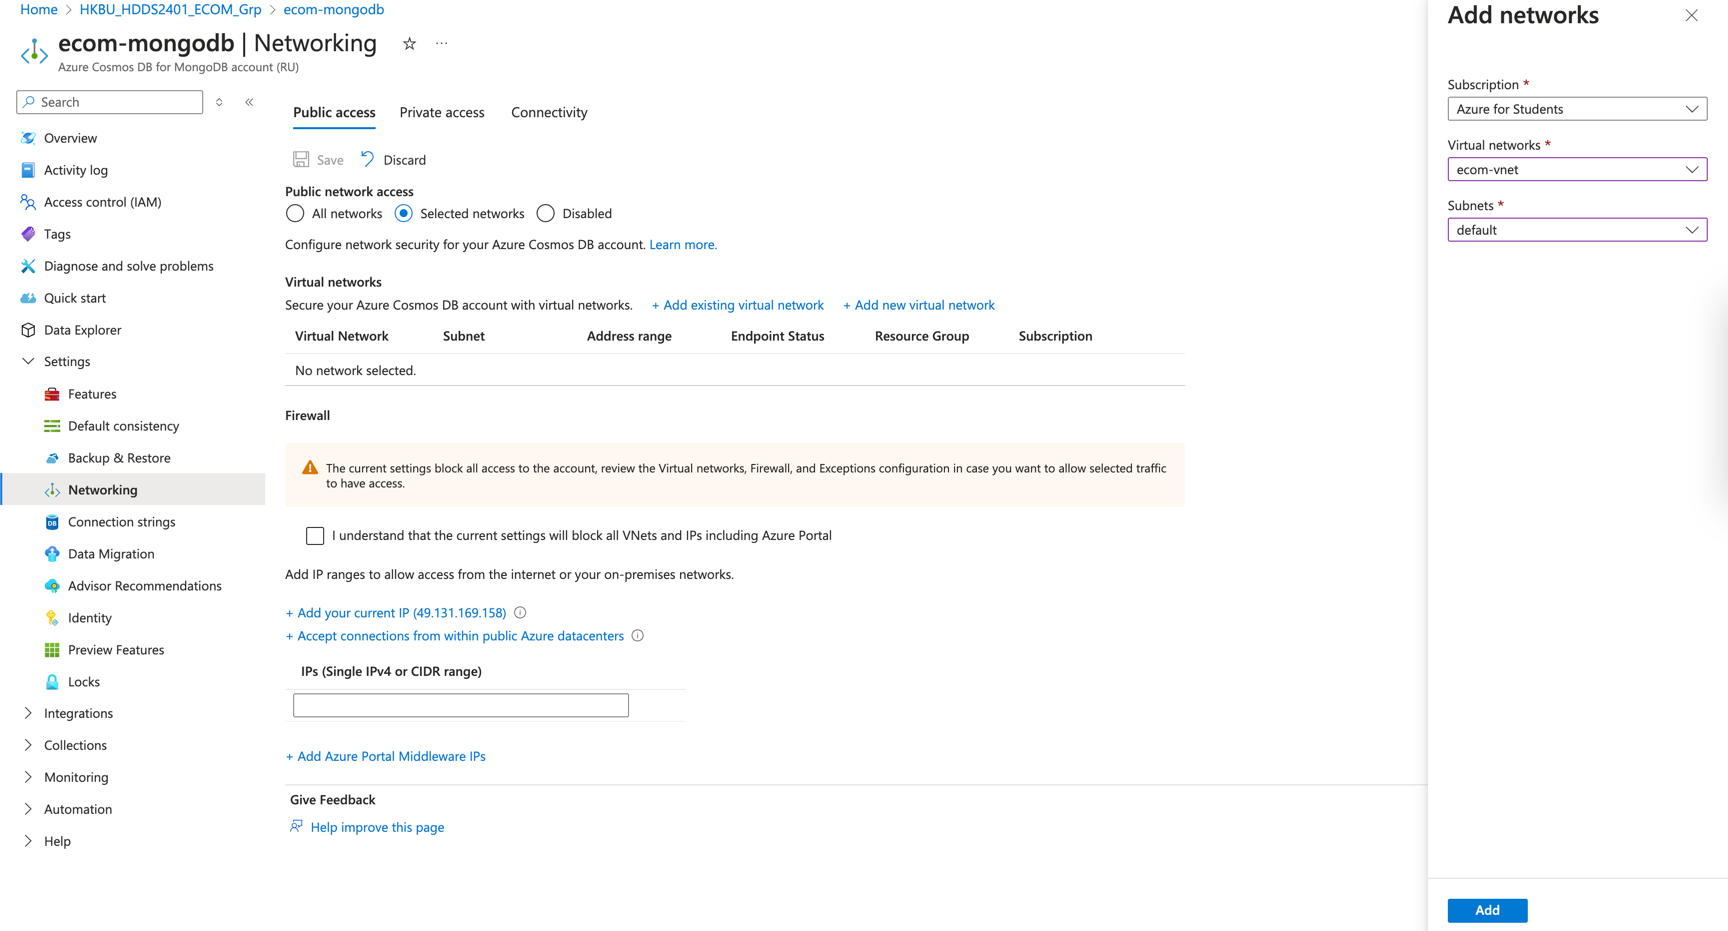 Home > HKBU_HDDS2401_ECOM_Grp > ecom-mongodb
ecom-mongodb | Networking
Azure Cosmos DB for MongoDB account (RU)
Search
Overview
Activity log
Access control (IAM)
Tags
Diagnose and solve problems
Quick start
Data Explorer
Settings
Features
Default consistency
Backup & Restore
Networking
Connection strings
Data Migration
Advisor Recommendations
Identity
Preview Features
Locks
Integrations
Collections
Monitoring
Automation
Help
Public access Private access Connectivity
Save Discard
Public network access
All networks Selected networks Disabled
Configure network security for your Azure Cosmos DB account. Learn more.
Virtual networks
Secure your Azure Cosmos DB account with virtual networks. + Add existing virtual network + Add new virtual network
Virtual Network Subnet Address range Endpoint Status Resource Group Subscription
No network selected.
Firewall
The current settings block all access to the account, review the Virtual networks, Firewall, and Exceptions configuration in case you want to allow selected traffic
to have access.
I understand that the current settings will block all VNets and IPs including Azure Portal
Add IP ranges to allow access from the internet or your on-premises networks.
+ Add your current IP (49.131.169.158)
+ Accept connections from within public Azure datacenters
IPs (Single IPv4 or CIDR range)
+ Add Azure Portal Middleware IPs
Give Feedback
Help improve this page
Add networks
Subscription *
Azure for Students
Virtual networks *
ecom-vnet
Subnets *
default
Add